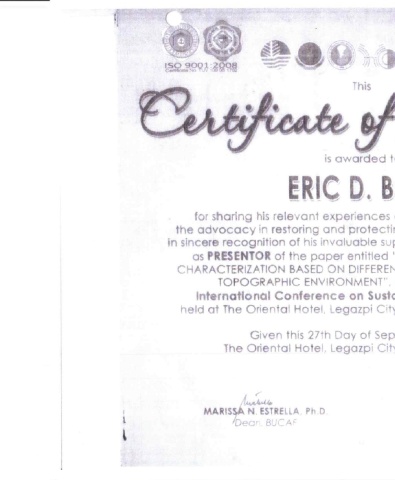 ISO 9001:2008
This
Certificate of
is awarded t
ERIC D. B
for sharing his relevant experiences
the advocacy in restoring and protectin
in sincere recognition of his invaluable sup
as PRESENTOR of the paper entitled "
CHARACTERIZATION BASED ON DIFFEREN
TOPOGRAPHIC ENVIRONMENT",
International Conference on Susta
held at The Oriental Hotel, Legazpi City
Given this 27th Day of Sep
The Oriental Hotel, Legazpi City
MARISSA N. ESTRELLA, Ph.D.
Dean, BUCAF